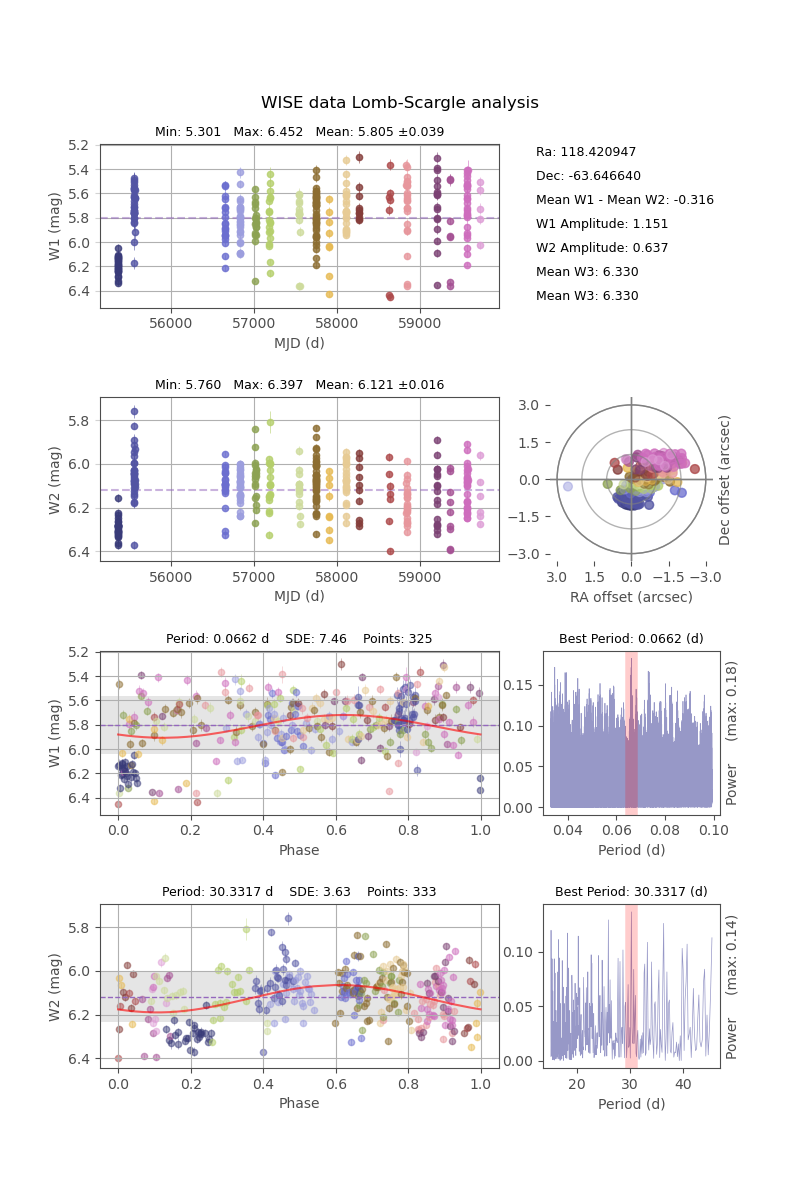 WISE data Lomb-Scargle analysis
Min: 5.301   Max: 6.452   Mean: 5.805 ±0.039
5.2
5.4
5.6
5.8
6.0
6.2
6.4
W1 (mag)
56000
57000
58000
59000
MJD (d)
Ra: 118.420947
Dec: -63.646640
Mean W1 - Mean W2: -0.316
W1 Amplitude: 1.151
W2 Amplitude: 0.637
Mean W3: 6.330
Mean W3: 6.330
Min: 5.760   Max: 6.397   Mean: 6.121 ±0.016
5.8
6.0
6.2
6.4
W2 (mag)
56000
57000
58000
59000
MJD (d)
3.0
1.5
0.0
−1.5
−3.0
Dec offset (arcsec)
3.0
1.5
0.0
−1.5
−3.0
RA offset (arcsec)
Period: 0.0662 d    SDE: 7.46    Points: 325
5.2
5.4
5.6
5.8
6.0
6.2
6.4
W1 (mag)
0.0
0.2
0.4
0.6
0.8
1.0
Phase
Best Period: 0.0662 (d)
0.15
0.10
0.05
0.00
Power     (max: 0.18)
0.04
0.06
0.08
0.10
Period (d)
Period: 30.3317 d    SDE: 3.63    Points: 333
5.8
6.0
6.2
6.4
W2 (mag)
0.0
0.2
0.4
0.6
0.8
1.0
Phase
Best Period: 30.3317 (d)
0.10
0.05
0.00
Power     (max: 0.14)
20
30
40
Period (d)